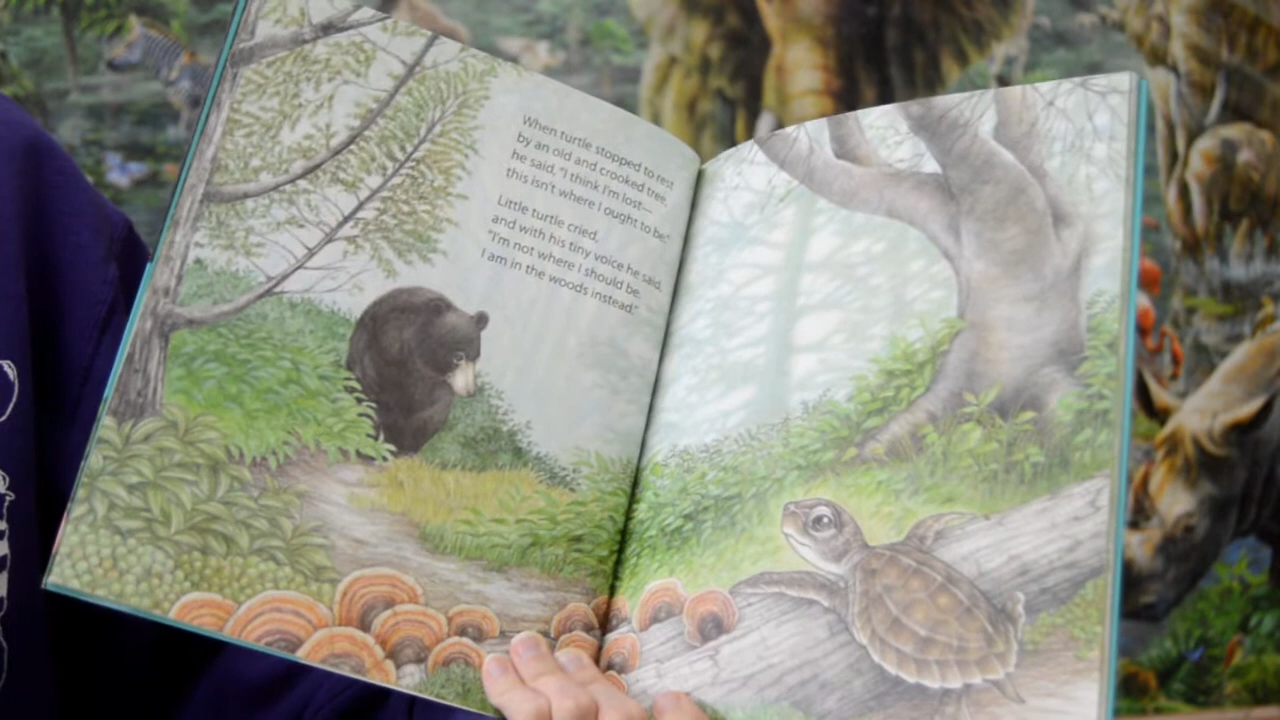 When turtle stopped to rest
by an old and crooked tree,
he said, "I think I'm lost—
this isn't where I ought to be."
Little turtle cried,
and with his tiny voice he said,
"I'm not where I should be.
I am in the woods instead."